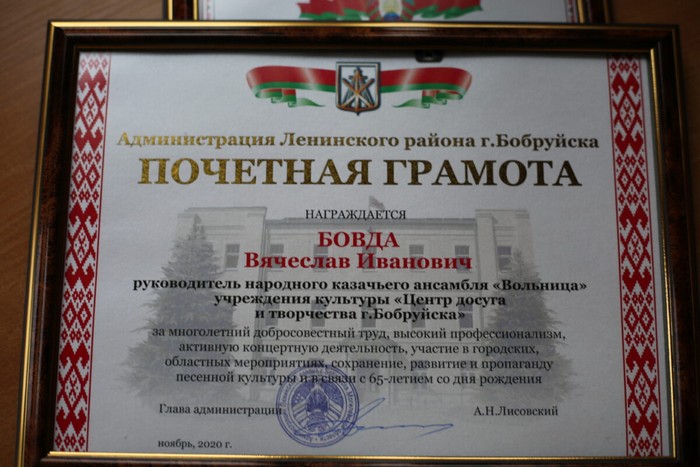 Администрация Ленинского района г.Бобруйска
ПОЧЕТНАЯ ГРАМОТА
НАГРАЖДАЕТСЯ
БОВДА
Вячеслав Иванович
руководитель народного казачьего ансамбля «Вольница»
учреждения культуры «Центр досуга
и творчества г.Бобруйска»
за многолетний добросовестный труд, высокий профессионализм,
активную концертную деятельность, участие в городских,
областных мероприятиях, сохранение, развитие и пропаганду
песенной культуры и в связи с 65-летием со дня рождения
Глава администрации
А.Н.Лисовский
ноябрь, 2020 г.